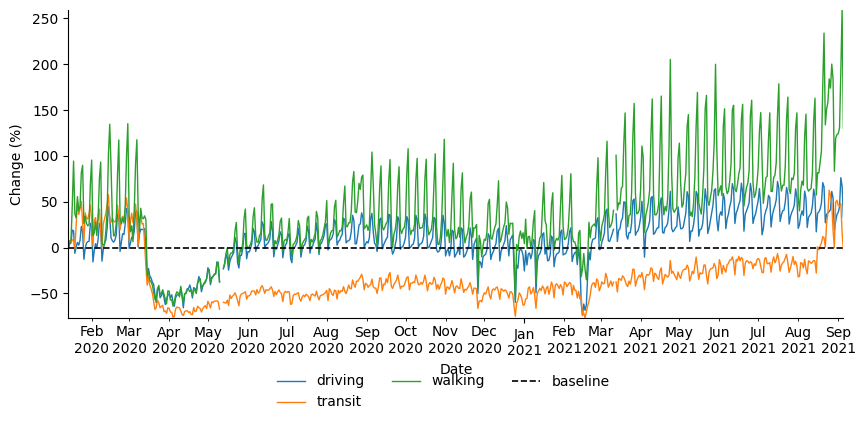 250
200
150
100
50
0
−50
Change (%)
Feb Mar Apr May Jun Jul Aug Sep Oct Nov Dec Jan Feb Mar Apr May Jun Jul Aug Sep
2020 2020 2020 2020 2020 2020 2020 2020 2020 2020 2020 2021 2021 2021 2021 2021 2021 2021 2021 2021
Date
driving walking baseline
transit